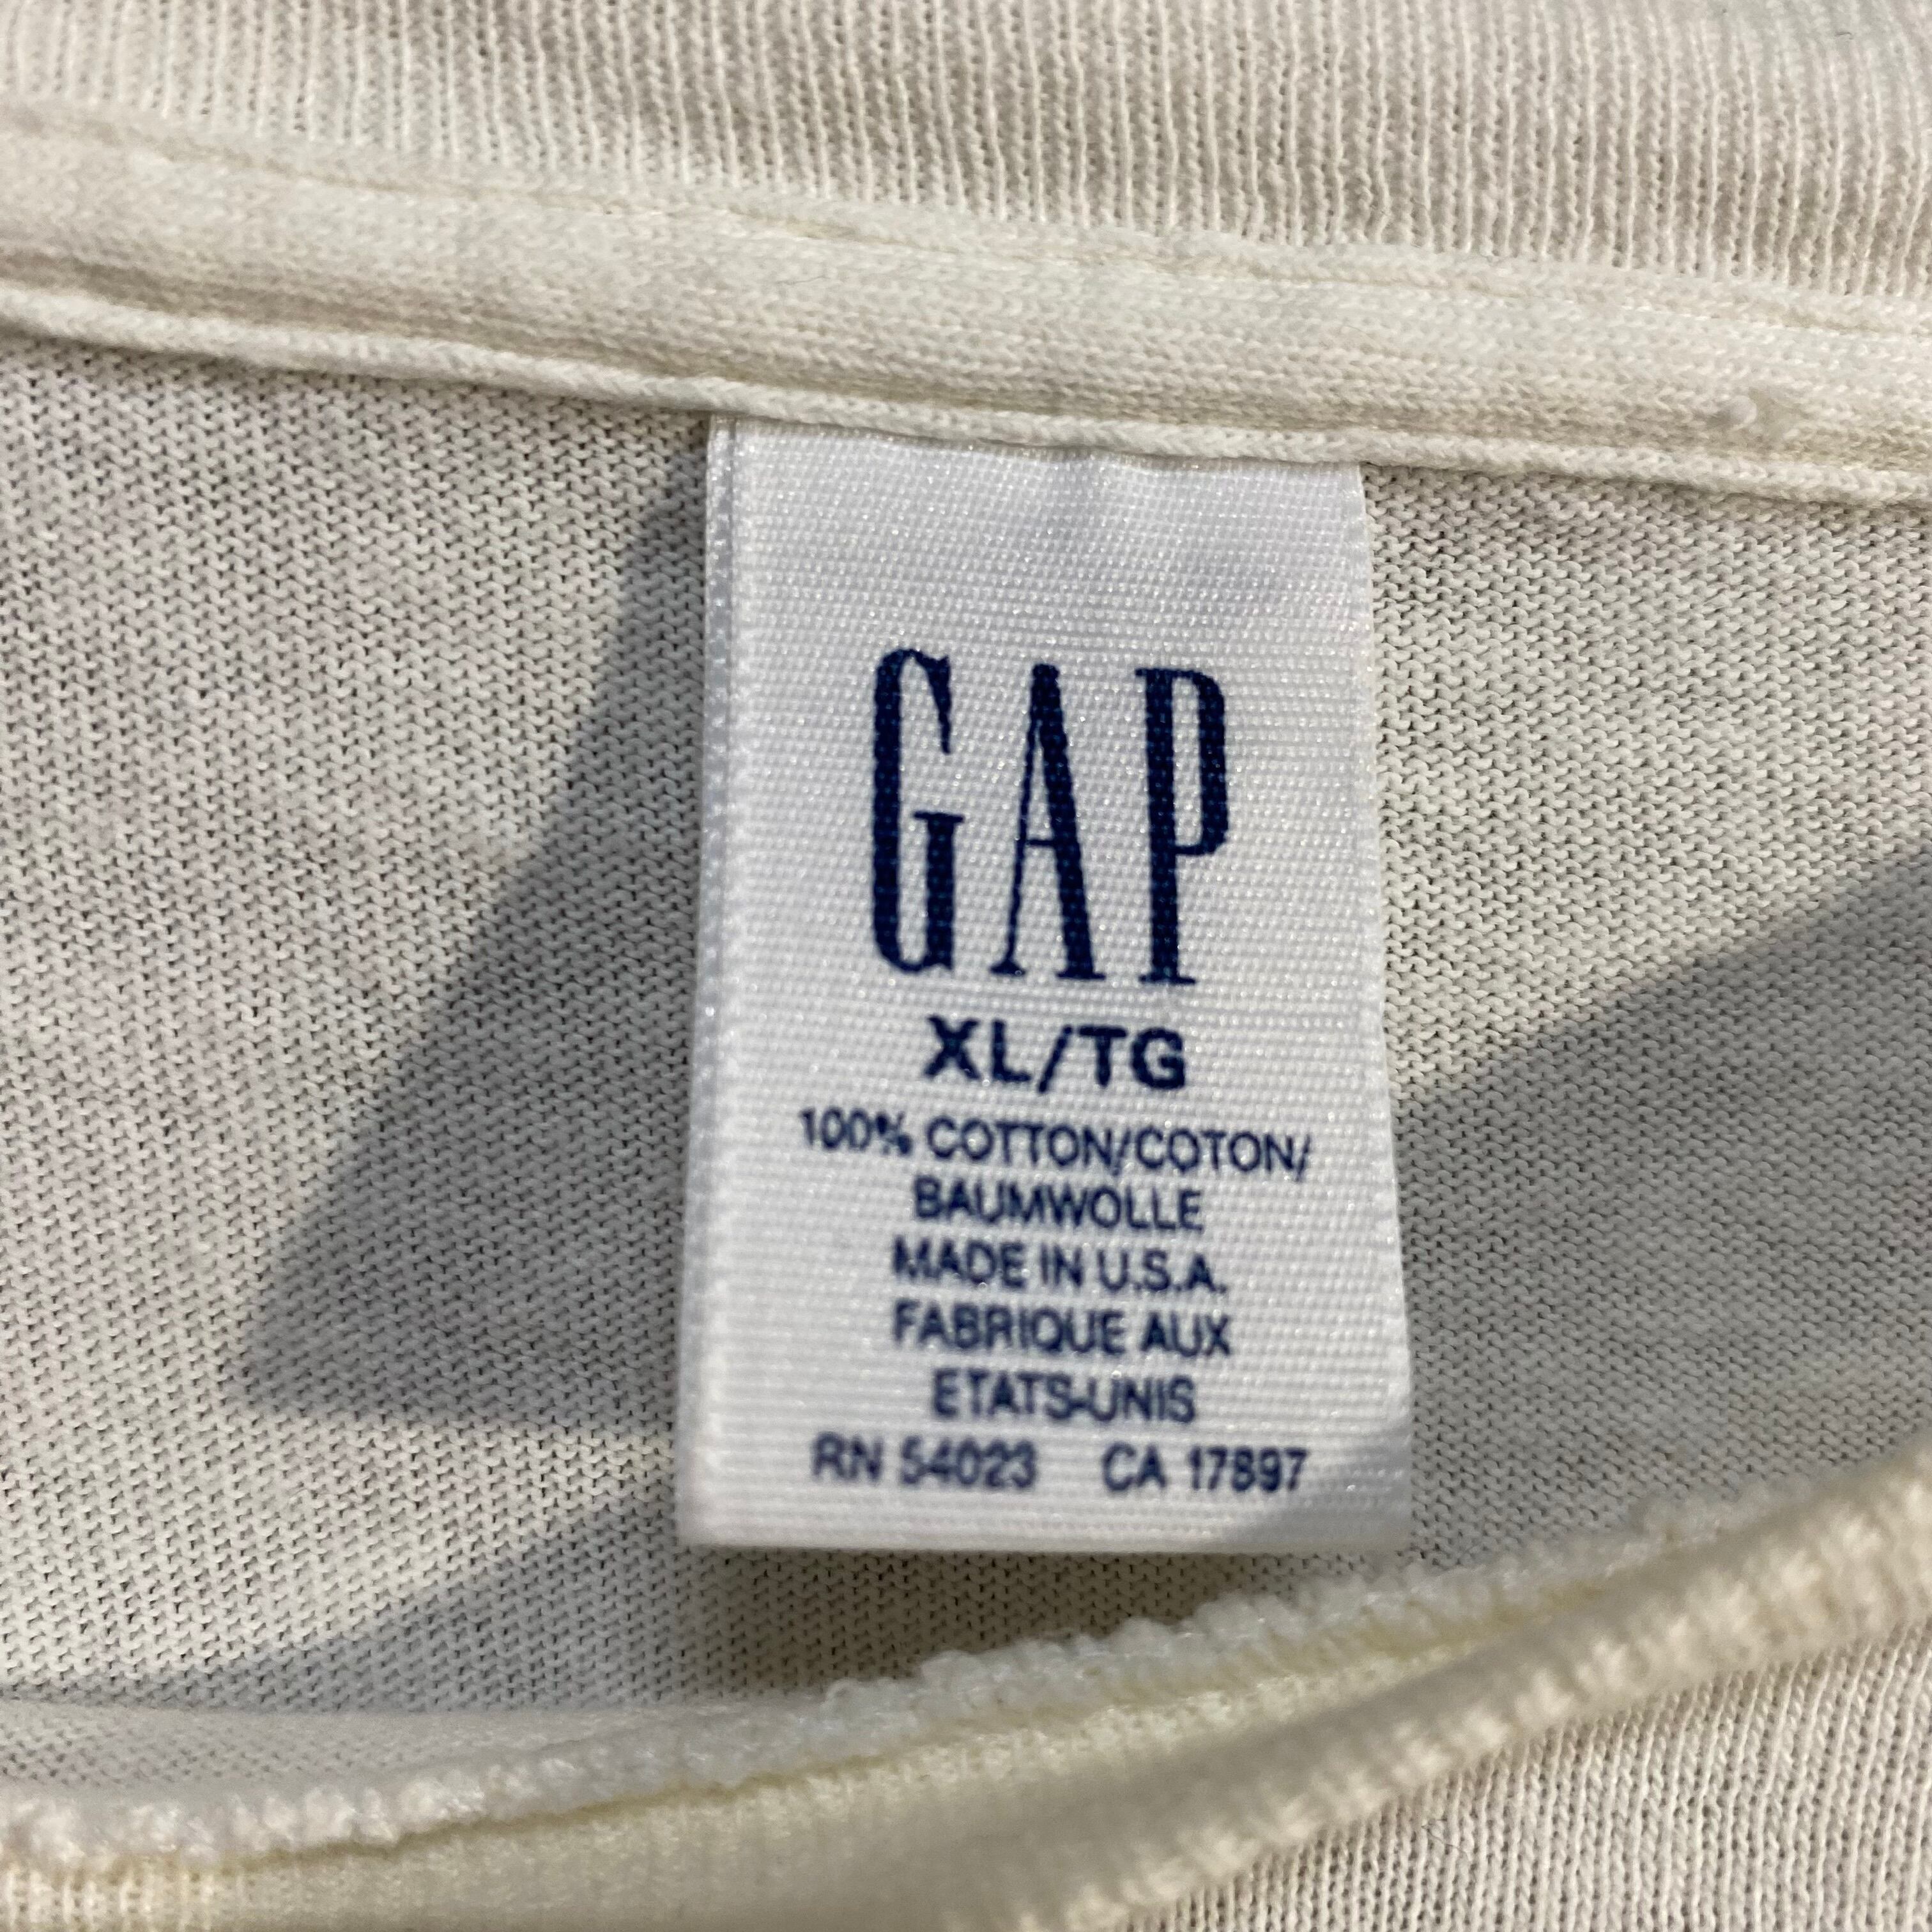 GAP
XL/TG
100% COTTON/COTON/
BAUMWOLLE
MADE IN U.S.A.
FABRIQUE AUX
ETATS-UNIS
RN 54023 CA 17897